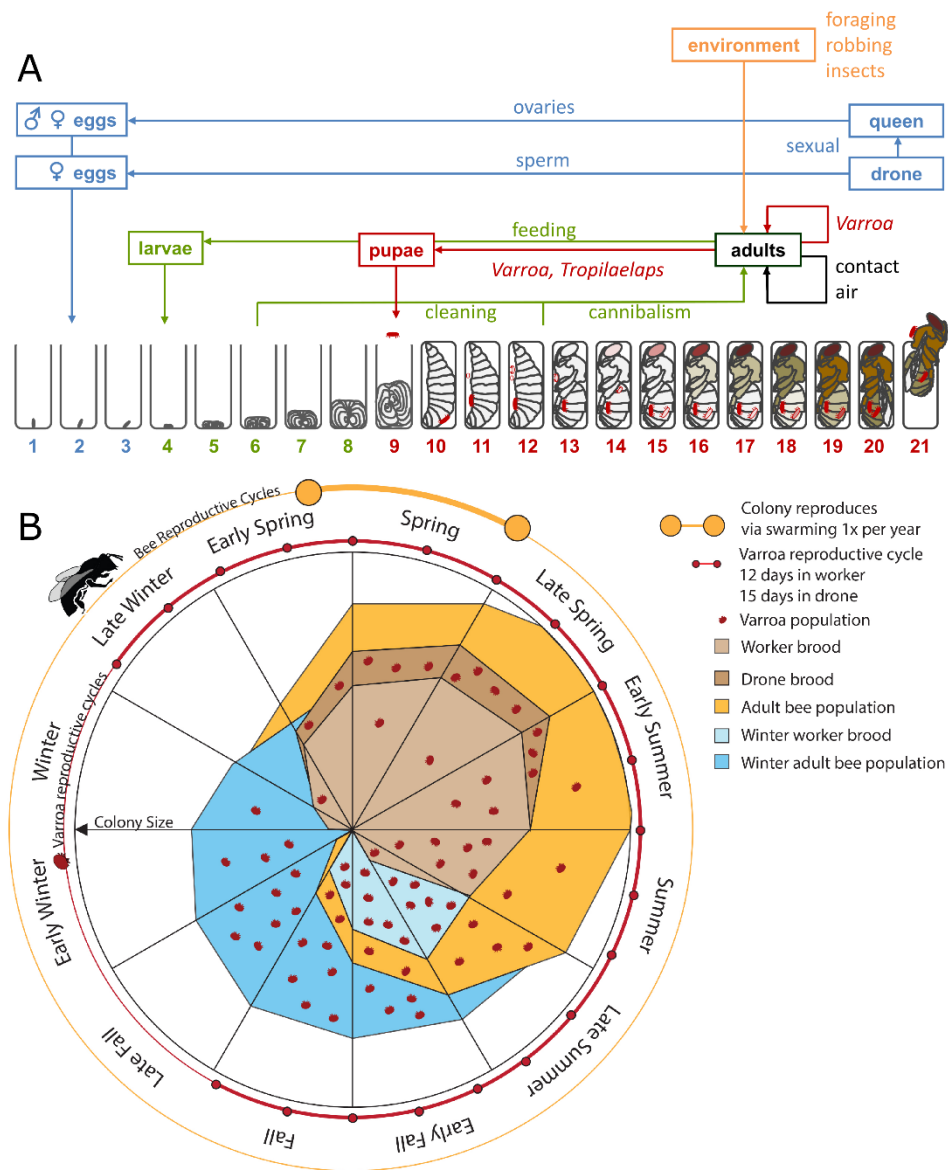 A
environment
foraging
robbing
insects
♂ ♀ eggs
ovaries
queen
sexual
♀ eggs
sperm
drone
larvae
feeding
pupae
adults
Varroa
Varroa, Tropilaelaps
contact
air
cleaning
cannibalism
1 2 3 4 5 6 7 8 9 10 11 12 13 14 15 16 17 18 19 20 21
B
Bee Reproductive Cycles
Early Spring
Spring
Late Spring
Early Summer
Summer
Late Summer
Early Fall
Fall
Late Fall
Early Winter
Winter
Late Winter
Varroa reproductive cycles
Colony Size
Colony reproduces
via swarming 1x per year
Varroa reproductive cycle
12 days in worker
15 days in drone
Varroa population
Worker brood
Drone brood
Adult bee population
Winter worker brood
Winter adult bee population